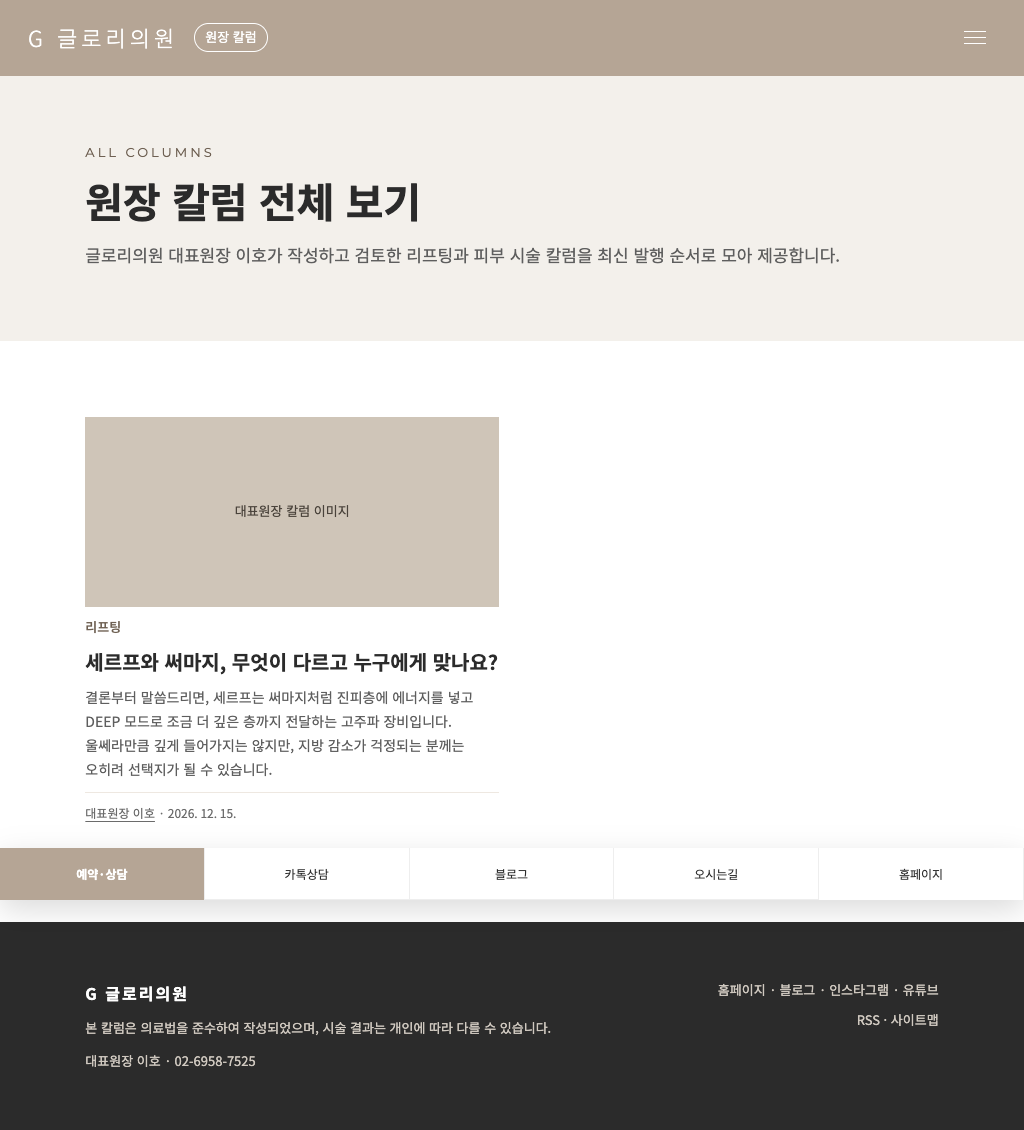 G 글로리의원
원장 칼럼
ALL COLUMNS
원장 칼럼 전체 보기
글로리의원 대표원장 이호가 작성하고 검토한 리프팅과 피부 시술 칼럼을 최신 발행 순서로 모아 제공합니다.
대표원장 칼럼 이미지
리프팅
세르프와 써마지, 무엇이 다르고 누구에게 맞나요?
결론부터 말씀드리면, 세르프는 써마지처럼 진피층에 에너지를 넣고
DEEP 모드로 조금 더 깊은 층까지 전달하는 고주파 장비입니다.
울쎄라만큼 깊게 들어가지는 않지만, 지방 감소가 걱정되는 분께는
오히려 선택지가 될 수 있습니다.
대표원장 이호 · 2026. 12. 15.
예약·상담
카톡상담
블로그
오시는길
홈페이지
G 글로리의원
본 칼럼은 의료법을 준수하여 작성되었으며, 시술 결과는 개인에 따라 다를 수 있습니다.
대표원장 이호 · 02-6958-7525
홈페이지 · 블로그 · 인스타그램 · 유튜브
RSS · 사이트맵